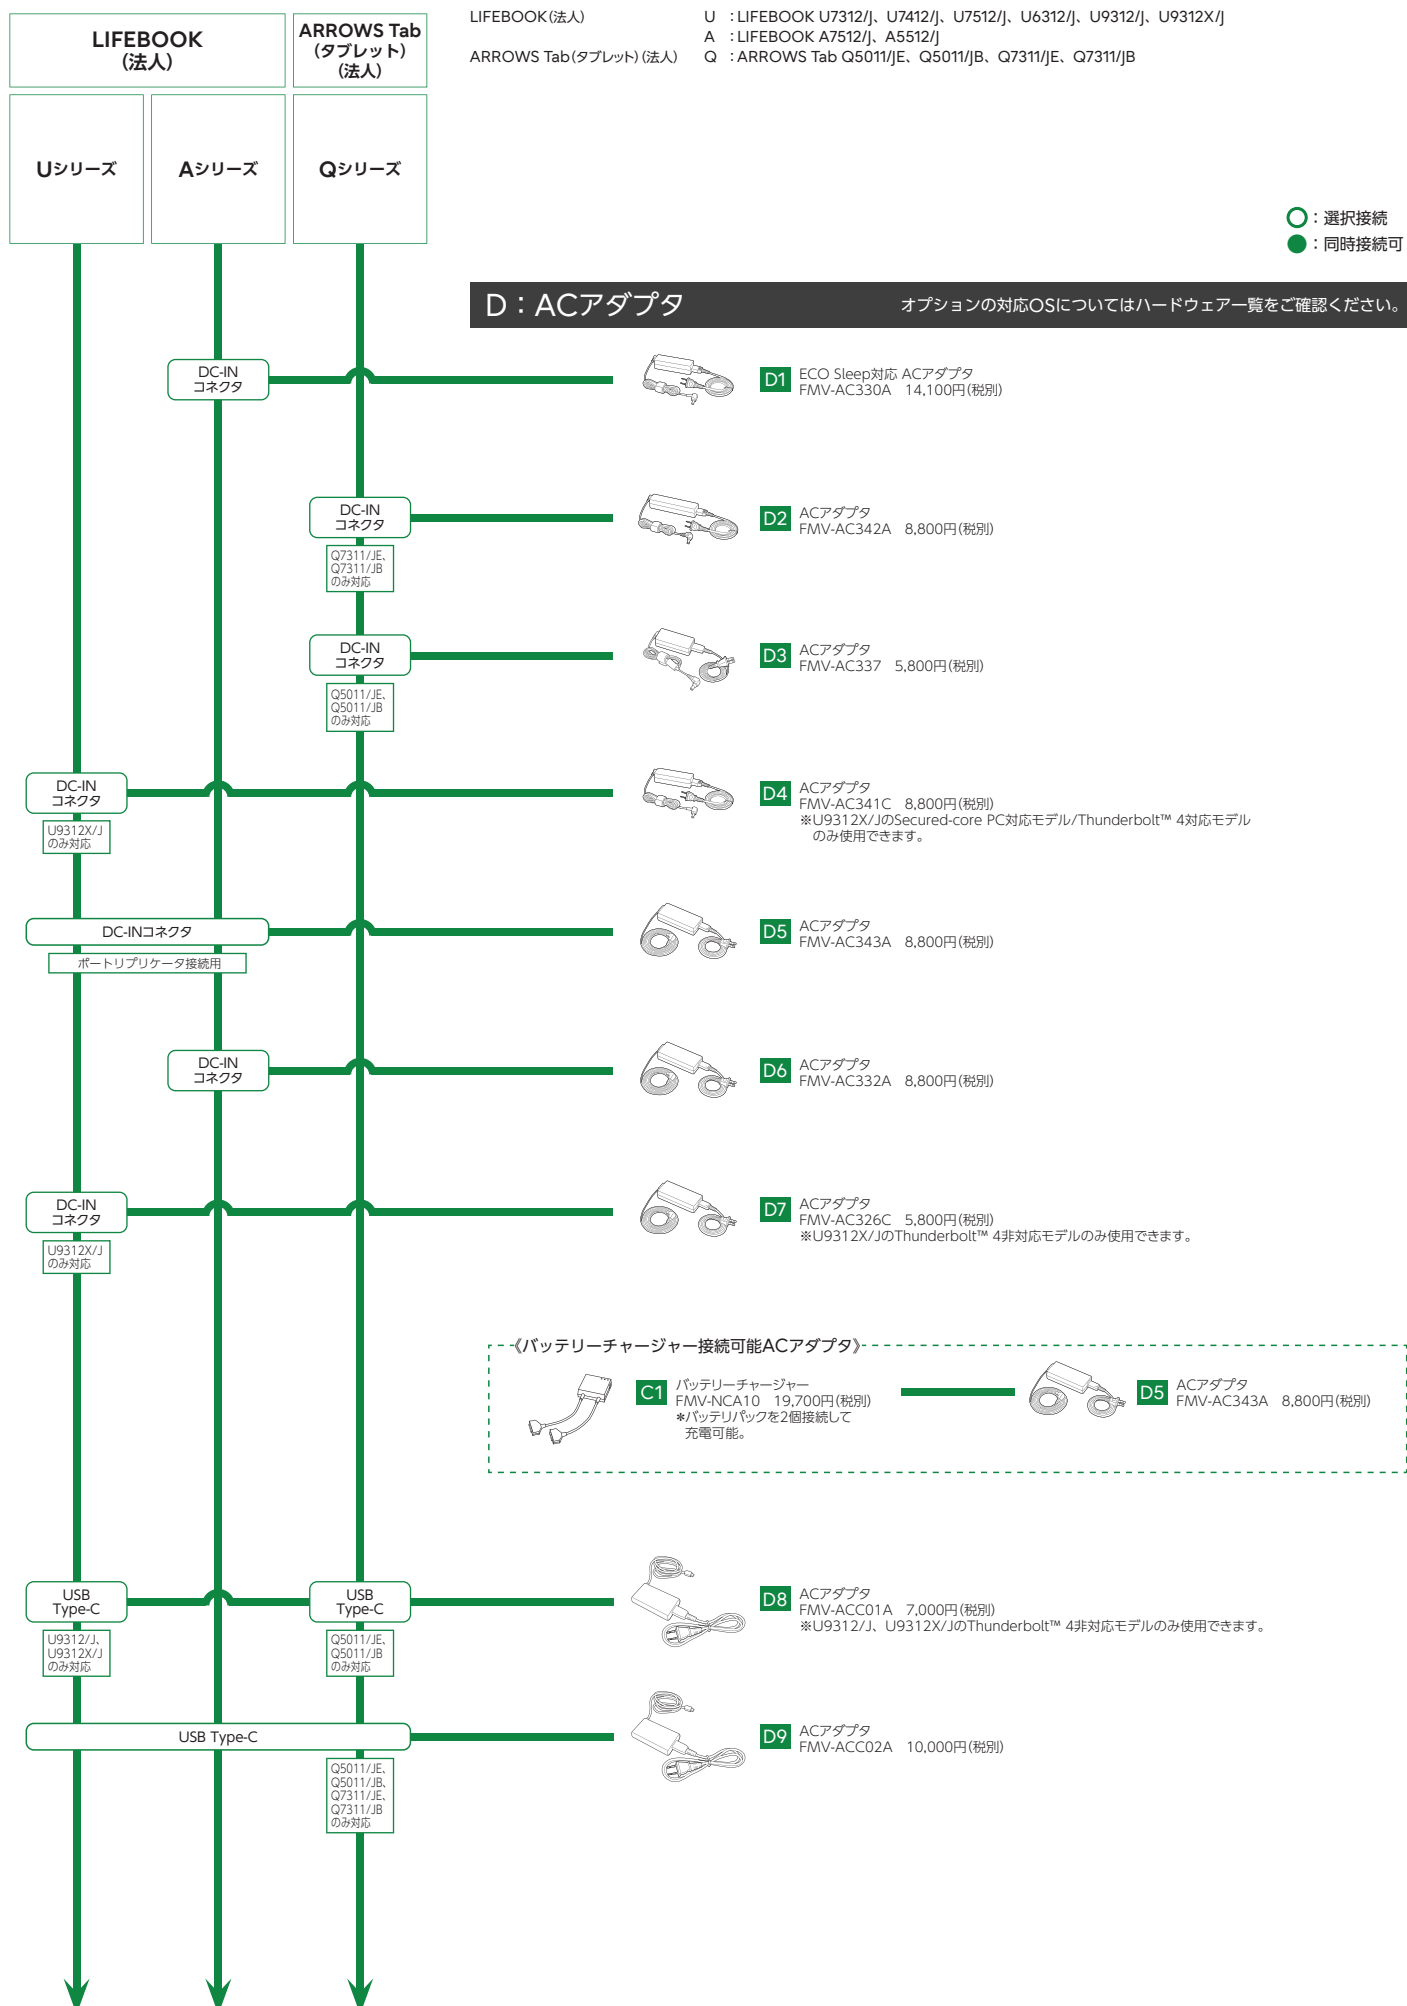 LIFEBOOK
(法人)
ARROWS Tab
(タブレット)
(法人)
Uシリーズ
Aシリーズ
Qシリーズ
LIFEBOOK(法人) U :LIFEBOOK U7312/J、U7412/J、U7512/J、U6312/J、U9312/J、U9312X/J
A :LIFEBOOK A7512/J、A5512/J
ARROWS Tab(タブレット)(法人) Q :ARROWS Tab Q5011/JE、Q5011/JB、Q7311/JE、Q7311/JB
○:選択接続
●:同時接続可
D:ACアダプタ オプションの対応OSについてはハードウェア一覧をご確認ください。
DC-IN
コネクタ
D1 ECO Sleep対応 ACアダプタ
FMV-AC330A 14,100円(税別)
DC-IN
コネクタ
Q7311/JE、
Q7311/JB
のみ対応
D2 ACアダプタ
FMV-AC342A 8,800円(税別)
DC-IN
コネクタ
Q5011/JE、
Q5011/JB
のみ対応
D3 ACアダプタ
FMV-AC337 5,800円(税別)
DC-IN
コネクタ
U9312X/J
のみ対応
D4 ACアダプタ
FMV-AC341C 8,800円(税別)
※U9312X/JのSecured-core PC対応モデル/Thunderbolt™ 4対応モデル
のみ使用できます。
DC-INコネクタ
ポートリプリケータ接続用
D5 ACアダプタ
FMV-AC343A 8,800円(税別)
DC-IN
コネクタ
D6 ACアダプタ
FMV-AC332A 8,800円(税別)
DC-IN
コネクタ
U9312X/J
のみ対応
D7 ACアダプタ
FMV-AC326C 5,800円(税別)
※U9312X/JのThunderbolt™ 4非対応モデルのみ使用できます。
《バッテリーチャージャー接続可能ACアダプタ》
C1 バッテリーチャージャー
FMV-NCA10 19,700円(税別)
*バッテリパックを2個接続して
充電可能。
D5 ACアダプタ
FMV-AC343A 8,800円(税別)
USB
Type-C
U9312/J、
U9312X/J
のみ対応
USB
Type-C
Q5011/JE、
Q5011/JB
のみ対応
D8 ACアダプタ
FMV-ACC01A 7,000円(税別)
※U9312/J、U9312X/JのThunderbolt™ 4非対応モデルのみ使用できます。
USB Type-C
Q5011/JE、
Q5011/JB、
Q7311/JE、
Q7311/JB
のみ対応
D9 ACアダプタ
FMV-ACC02A 10,000円(税別)